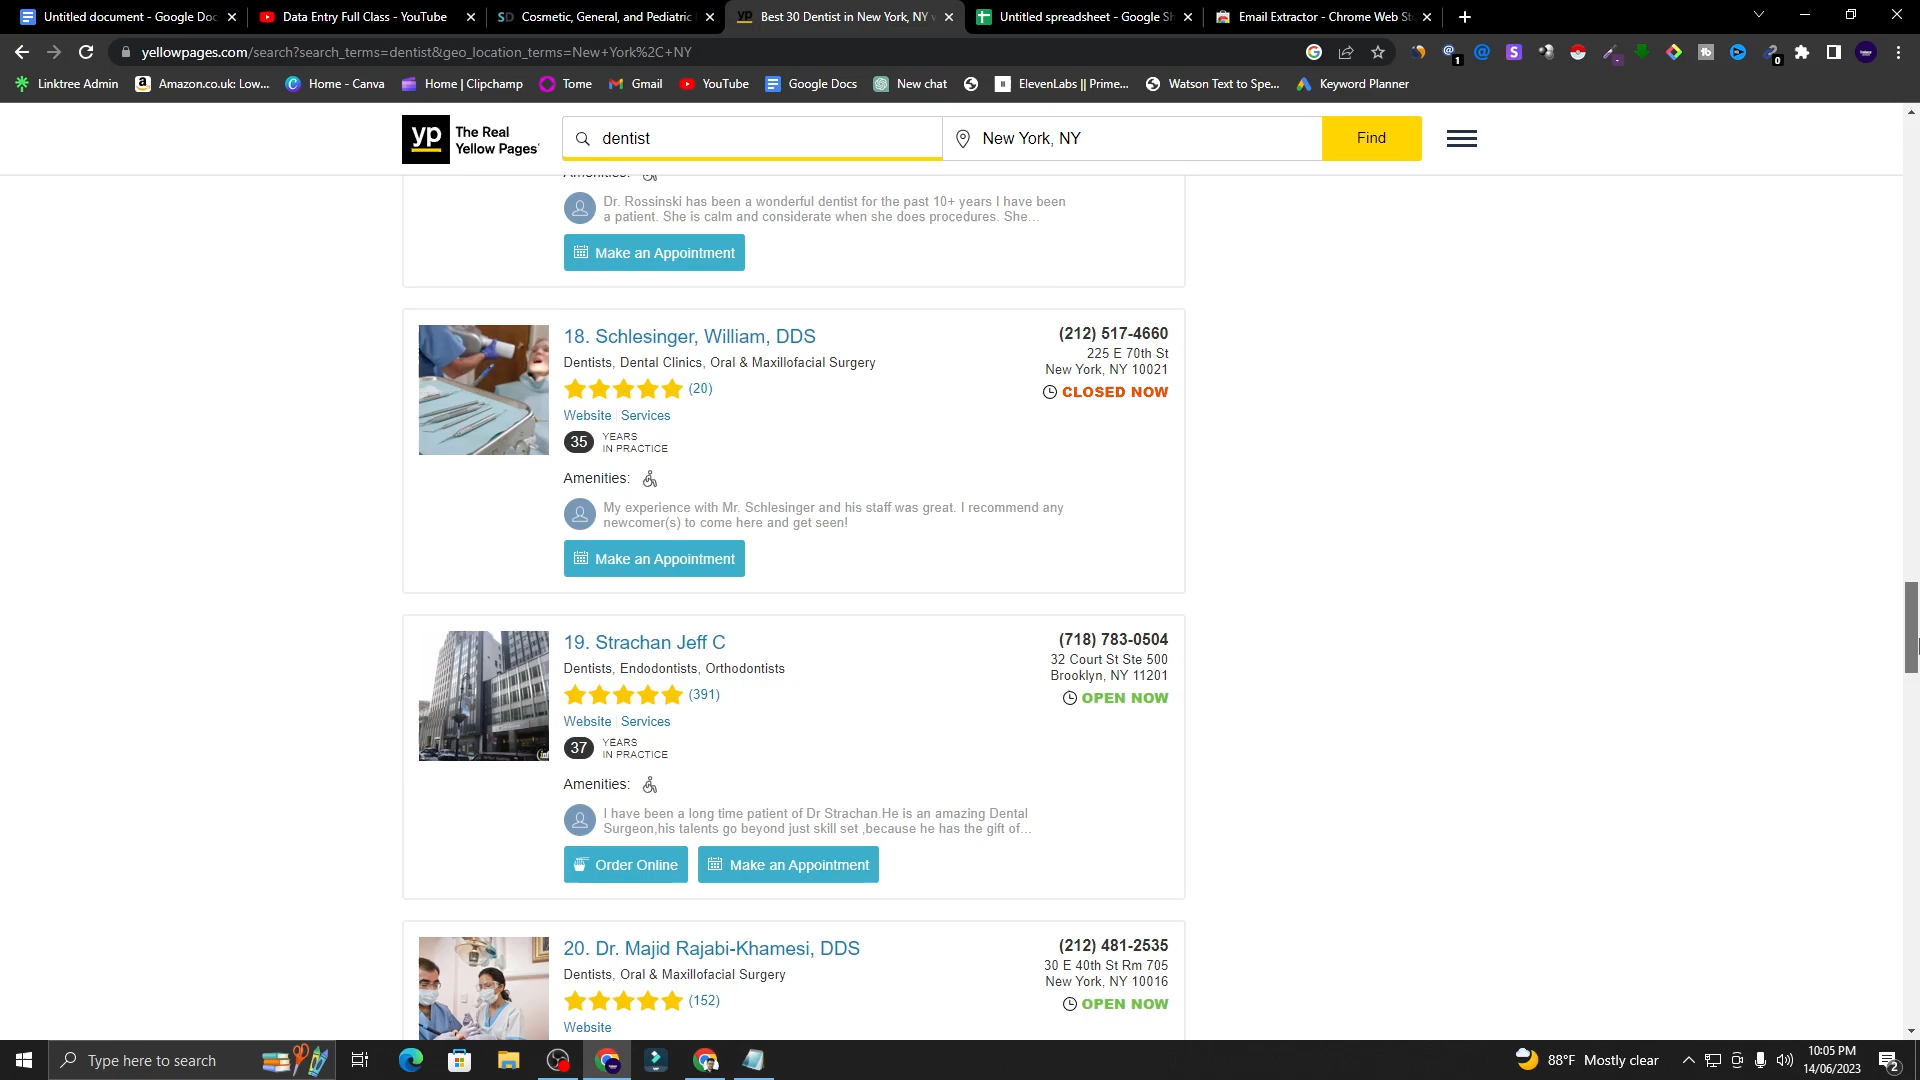 Untitled document - Google Doc
Data Entry Full Class - YouTube
SD Cosmetic, General, and Pediatric
yp Best 30 Dentist in New York, NY
Untitled spreadsheet - Google Sh
Email Extractor - Chrome Web St
yellowpages.com/search?search_terms=dentist&geo_location_terms=New+York%2C+NY
Linktree Admin
Amazon.co.uk: Low...
Home - Canva
Home | Clipchamp
Tome
Gmail
YouTube
Google Docs
New chat
ElevenLabs || Prime...
Watson Text to Spe...
Keyword Planner
yp The Real
Yellow Pages
dentist
New York, NY
Find
Amenities:
Dr. Rossinski has been a wonderful dentist for the past 10+ years I have been
a patient. She is calm and considerate when she does procedures. She...
Make an Appointment
18. Schlesinger, William, DDS
(212) 517-4660
Dentists, Dental Clinics, Oral & Maxillofacial Surgery
225 E 70th St
New York, NY 10021
(20)
CLOSED NOW
Website Services
35 YEARS
IN PRACTICE
Amenities:
My experience with Mr. Schlesinger and his staff was great. I recommend any
newcomer(s) to come here and get seen!
Make an Appointment
19. Strachan Jeff C
(718) 783-0504
Dentists, Endodontists, Orthodontists
32 Court St Ste 500
Brooklyn, NY 11201
(391)
OPEN NOW
Website Services
37 YEARS
IN PRACTICE
Amenities:
I have been a long time patient of Dr Strachan.He is an amazing Dental
Surgeon,his talents go beyond just skill set ,because he has the gift of...
Order Online
Make an Appointment
20. Dr. Majid Rajabi-Khamesi, DDS
(212) 481-2535
Dentists, Oral & Maxillofacial Surgery
30 E 40th St Rm 705
New York, NY 10016
(152)
OPEN NOW
Website
Type here to search
88°F Mostly clear
10:05 PM
14/06/2023
2